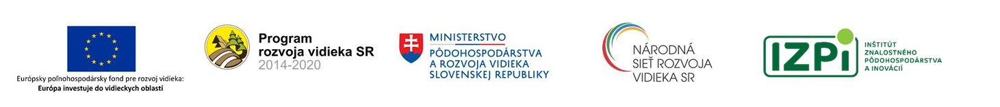 Európsky poľnohospodársky fond pre rozvoj vidieka:
Európa investuje do vidieckych oblastí
Program
rozvoja vidieka SR
2014-2020
MINISTERSTVO
PÔDOHOSPODÁRSTVA
A ROZVOJA VIDIEKA
SLOVENSKEJ REPUBLIKY
NÁRODNÁ
SIEŤ ROZVOJA
VIDIEKA SR
IZPi
INŠTITÚT
ZNALOSTNÉHO
PÔDOHOSPODÁRSTVA
A INOVÁCIÍ